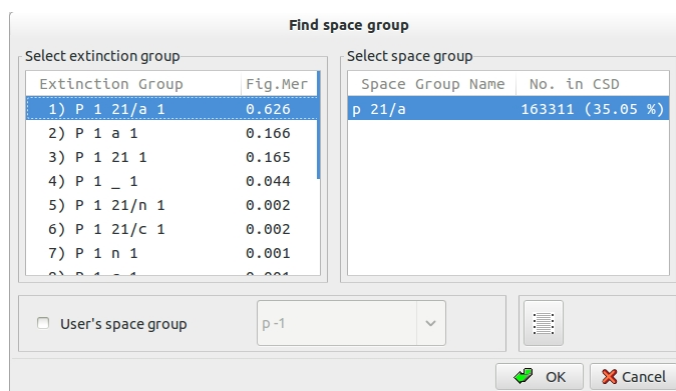 Find space group
Select extinction group
Extinction Group Fig.Mer
1) P 1 21/a 1 0.626
2) P 1 a 1 0.166
3) P 1 21 1 0.165
4) P 1 _ 1 0.044
5) P 1 21/n 1 0.002
6) P 1 21/c 1 0.002
7) P 1 n 1 0.001
Select space group
Space Group Name No. in CSD
p 21/a 163311 (35.05 %)
User's space group
p -1
OK
Cancel